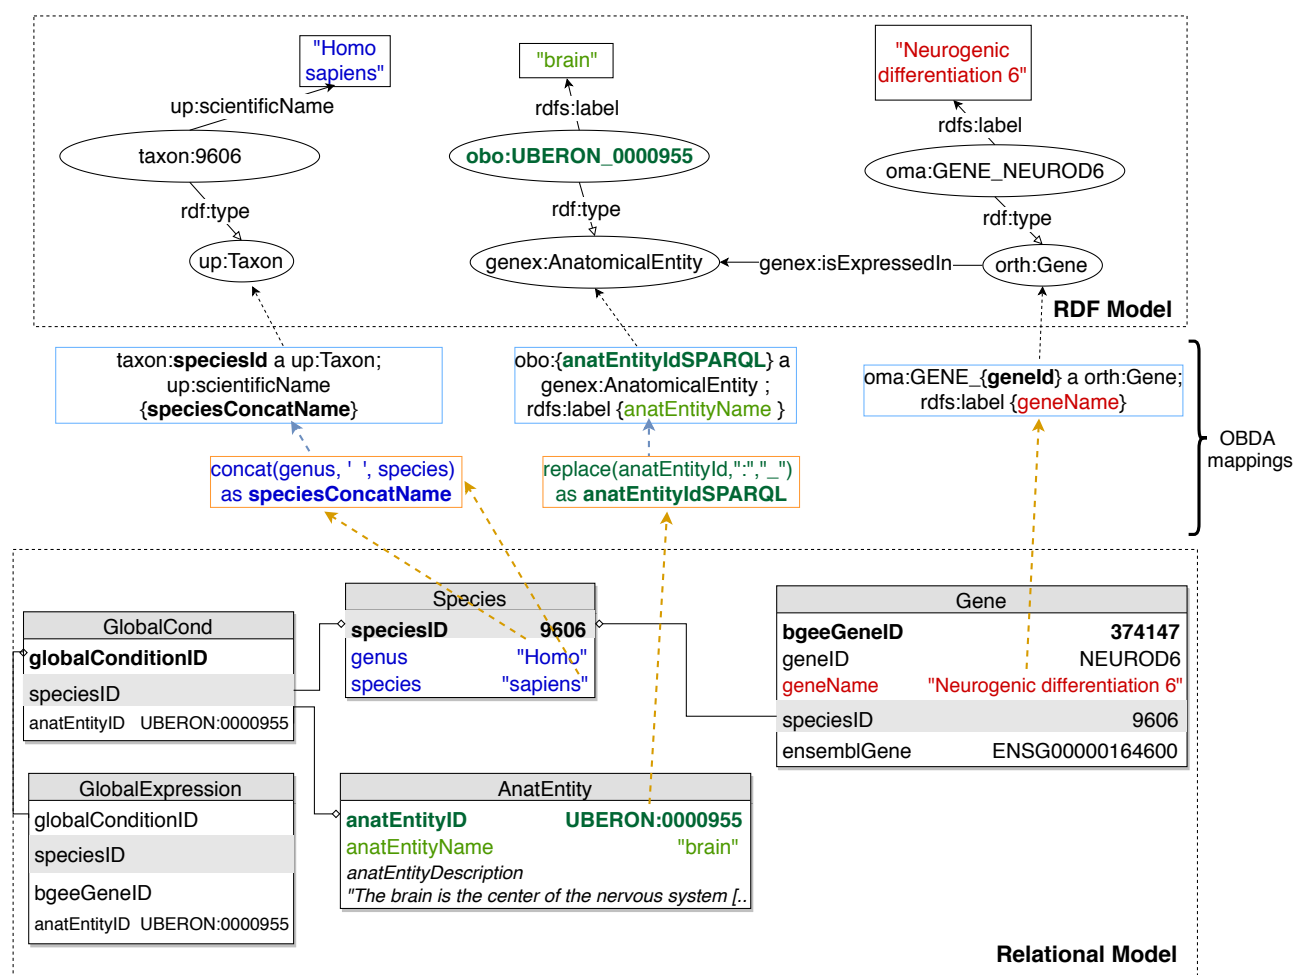 "Homo
sapiens"
"brain"
"Neurogenic
differentiation 6"
up:scientificName
rdfs:label
rdfs:label
taxon:9606
obo:UBERON_0000955
oma:GENE_NEUROD6
rdf:type
rdf:type
rdf:type
up:Taxon
genex:AnatomicalEntity
genex:isExpressedIn
orth:Gene
RDF Model
taxon:speciesId a up:Taxon;
up:scientificName
{speciesConcatName}
obo:{anatEntityIdSPARQL} a
genex:AnatomicalEntity ;
rdfs:label {anatEntityName }
oma:GENE_{geneId} a orth:Gene;
rdfs:label {geneName}
OBDA
mappings
concat(genus, ' ', species)
as speciesConcatName
replace(anatEntityId,":","_")
as anatEntityIdSPARQL
GlobalCond
globalConditionID
speciesID
anatEntityID UBERON:0000955
Species
speciesID 9606
genus "Homo"
species "sapiens"
Gene
bgeeGeneID 374147
geneID NEUROD6
geneName "Neurogenic differentiation 6"
speciesID 9606
ensemblGene ENSG00000164600
GlobalExpression
globalConditionID
speciesID
bgeeGeneID
anatEntityID UBERON:0000955
AnatEntity
anatEntityID UBERON:0000955
anatEntityName "brain"
anatEntityDescription
"The brain is the center of the nervous system [..
Relational Model